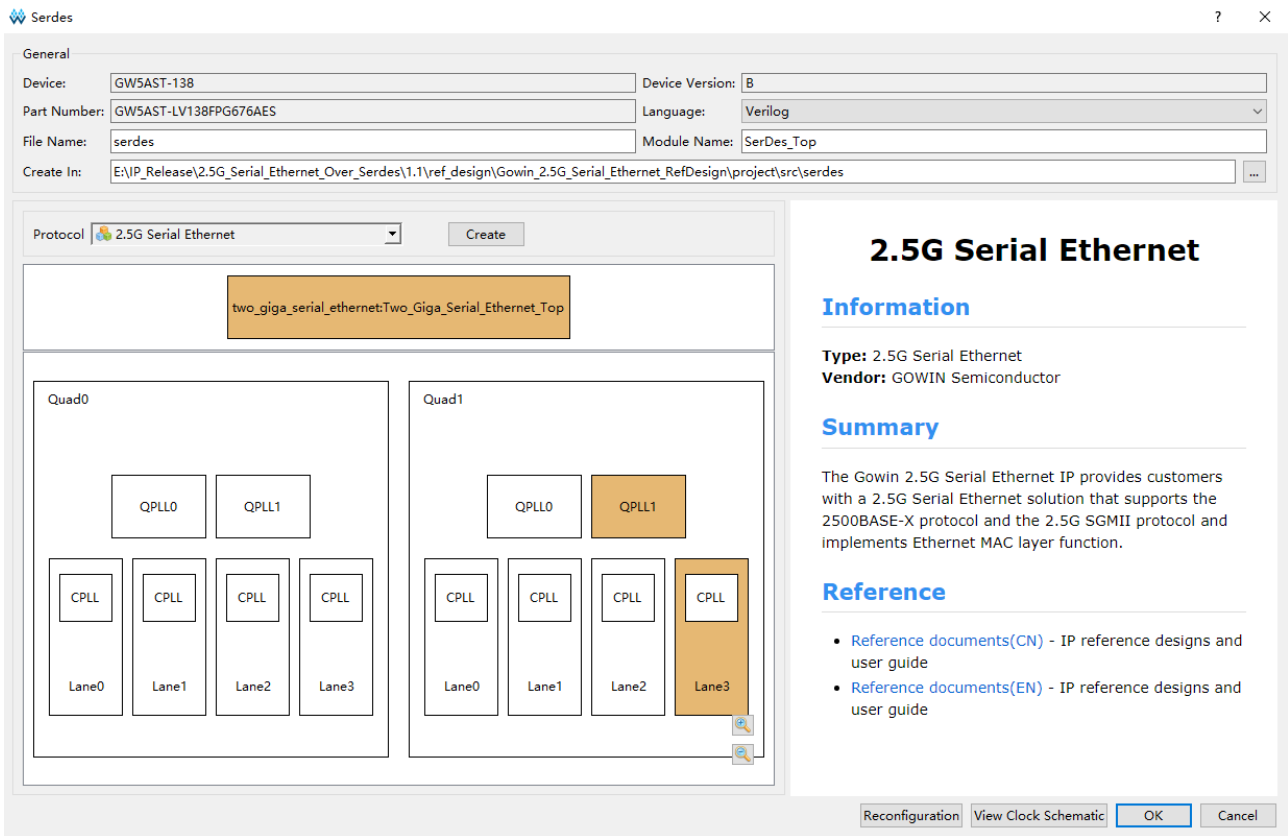 Serdes
?
General
Device: GW5AST-138 Device Version: B
Part Number: GW5AST-LV138FPG676AES Language: Verilog
File Name: serdes Module Name: SerDes_Top
Create In: E:\IP_Release\2.5G_Serial_Ethernet_Over_Serdes\1.1\ref_design\Gowin_2.5G_Serial_Ethernet_RefDesign\project\src\serdes ...
Protocol 2.5G Serial Ethernet Create
two_giga_serial_ethernet:Two_Giga_Serial_Ethernet_Top
Quad0
QPLL0 QPLL1
CPLL CPLL CPLL CPLL
Lane0 Lane1 Lane2 Lane3
Quad1
QPLL0 QPLL1
CPLL CPLL CPLL CPLL
Lane0 Lane1 Lane2 Lane3
2.5G Serial Ethernet
Information
Type: 2.5G Serial Ethernet
Vendor: GOWIN Semiconductor
Summary
The Gowin 2.5G Serial Ethernet IP provides customers
with a 2.5G Serial Ethernet solution that supports the
2500BASE-X protocol and the 2.5G SGMII protocol and
implements Ethernet MAC layer function.
Reference
• Reference documents(CN) - IP reference designs and
user guide
• Reference documents(EN) - IP reference designs and
user guide
Reconfiguration View Clock Schematic OK Cancel